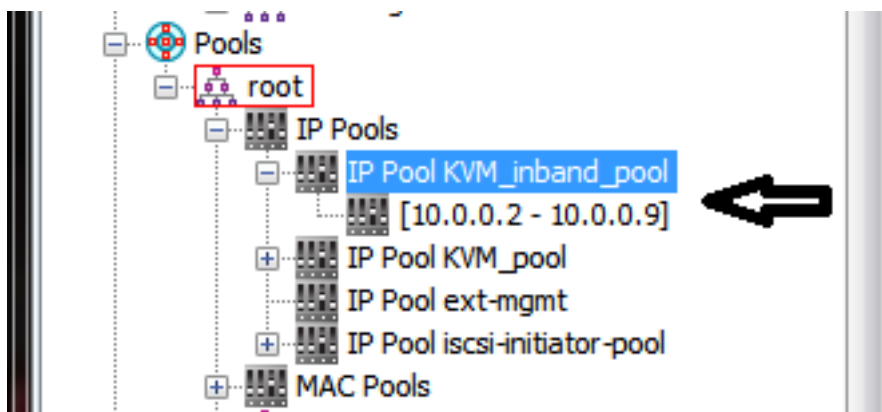 Pools
root
IP Pools
IP Pool KVM_inband_pool
[10.0.0.2 - 10.0.0.9]
IP Pool KVM_pool
IP Pool ext-mgmt
IP Pool iscsi-initiator-pool
MAC Pools